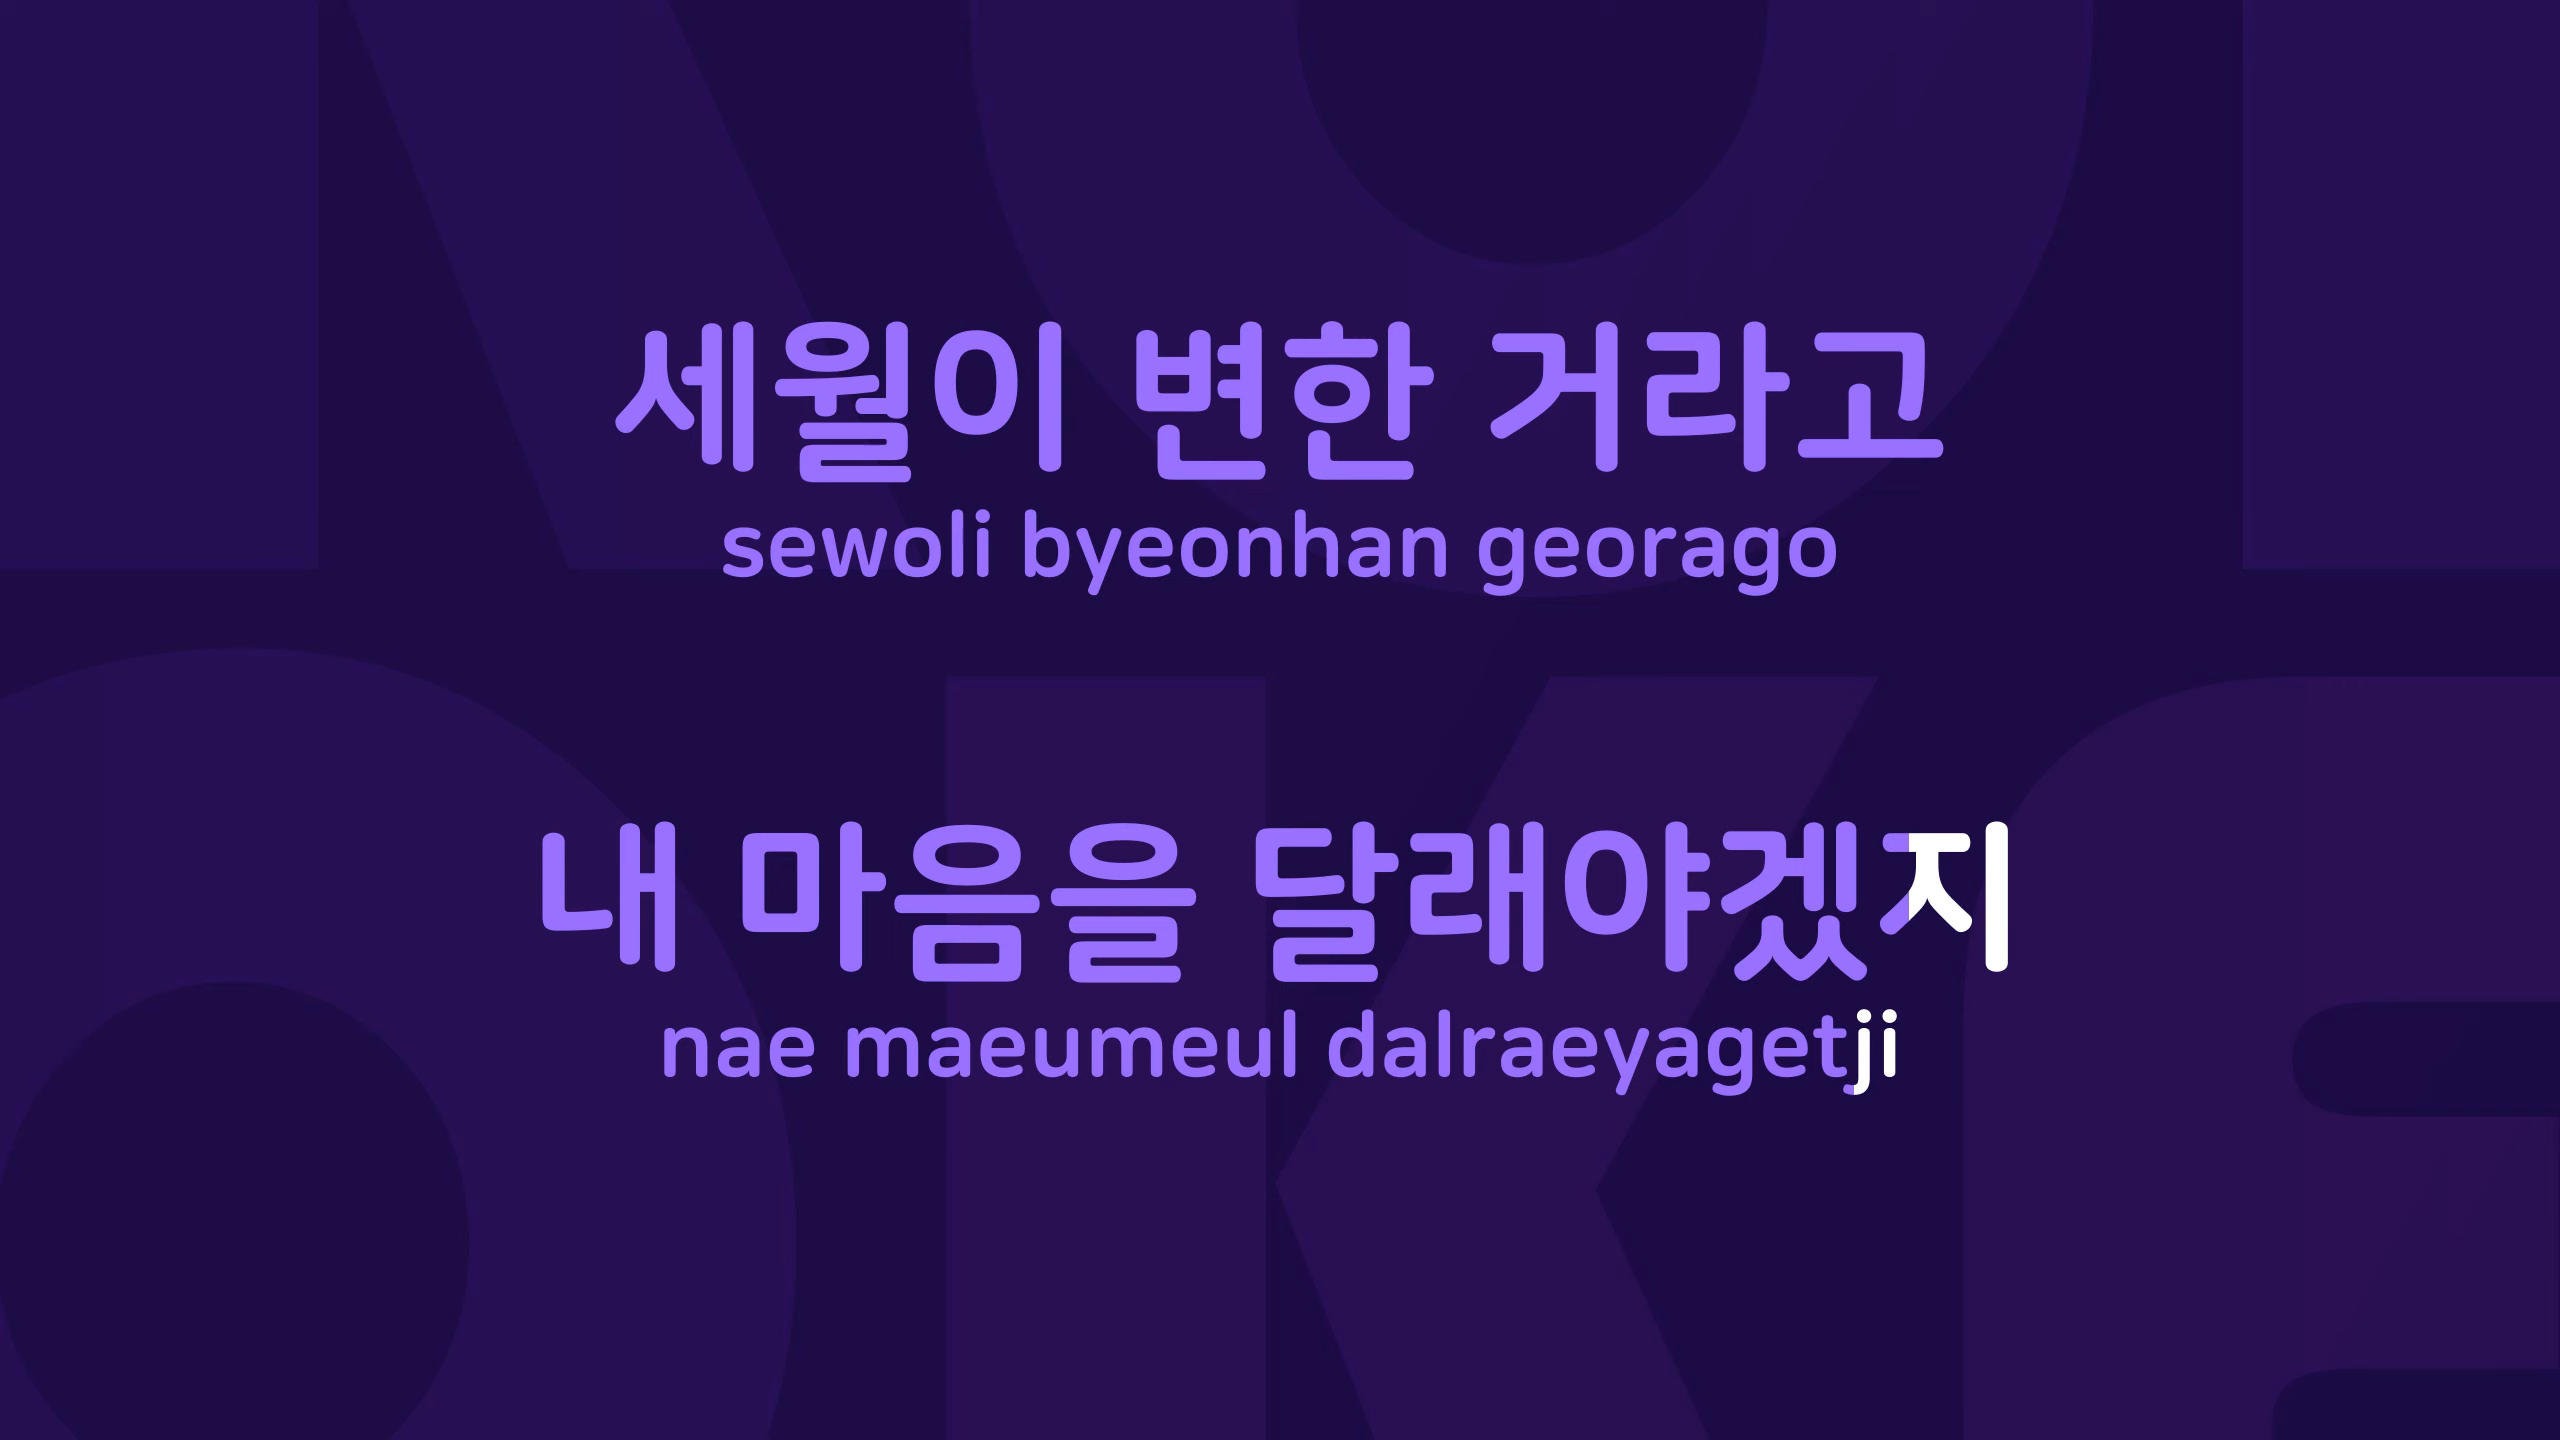 세월이 변한 거라고
sewoli byeonhan georago
내 마음을 달래야겠지
nae maeumeul dalraeyagetji